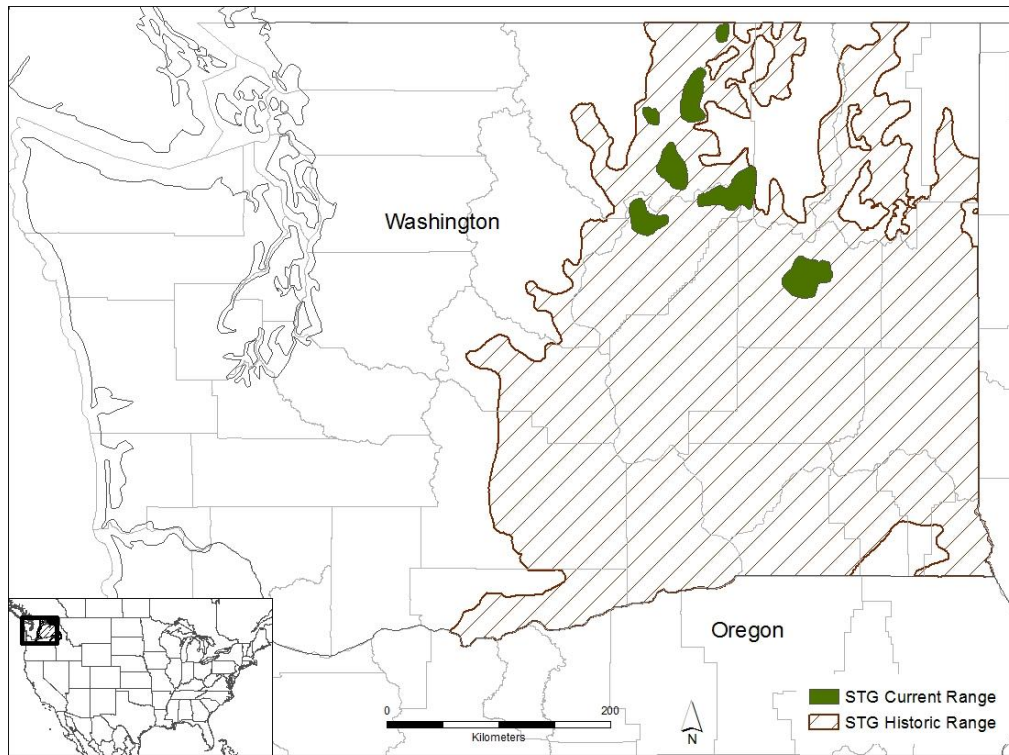 Washington
Oregon
STG Current Range
STG Historic Range
0
200
Kilometers
N